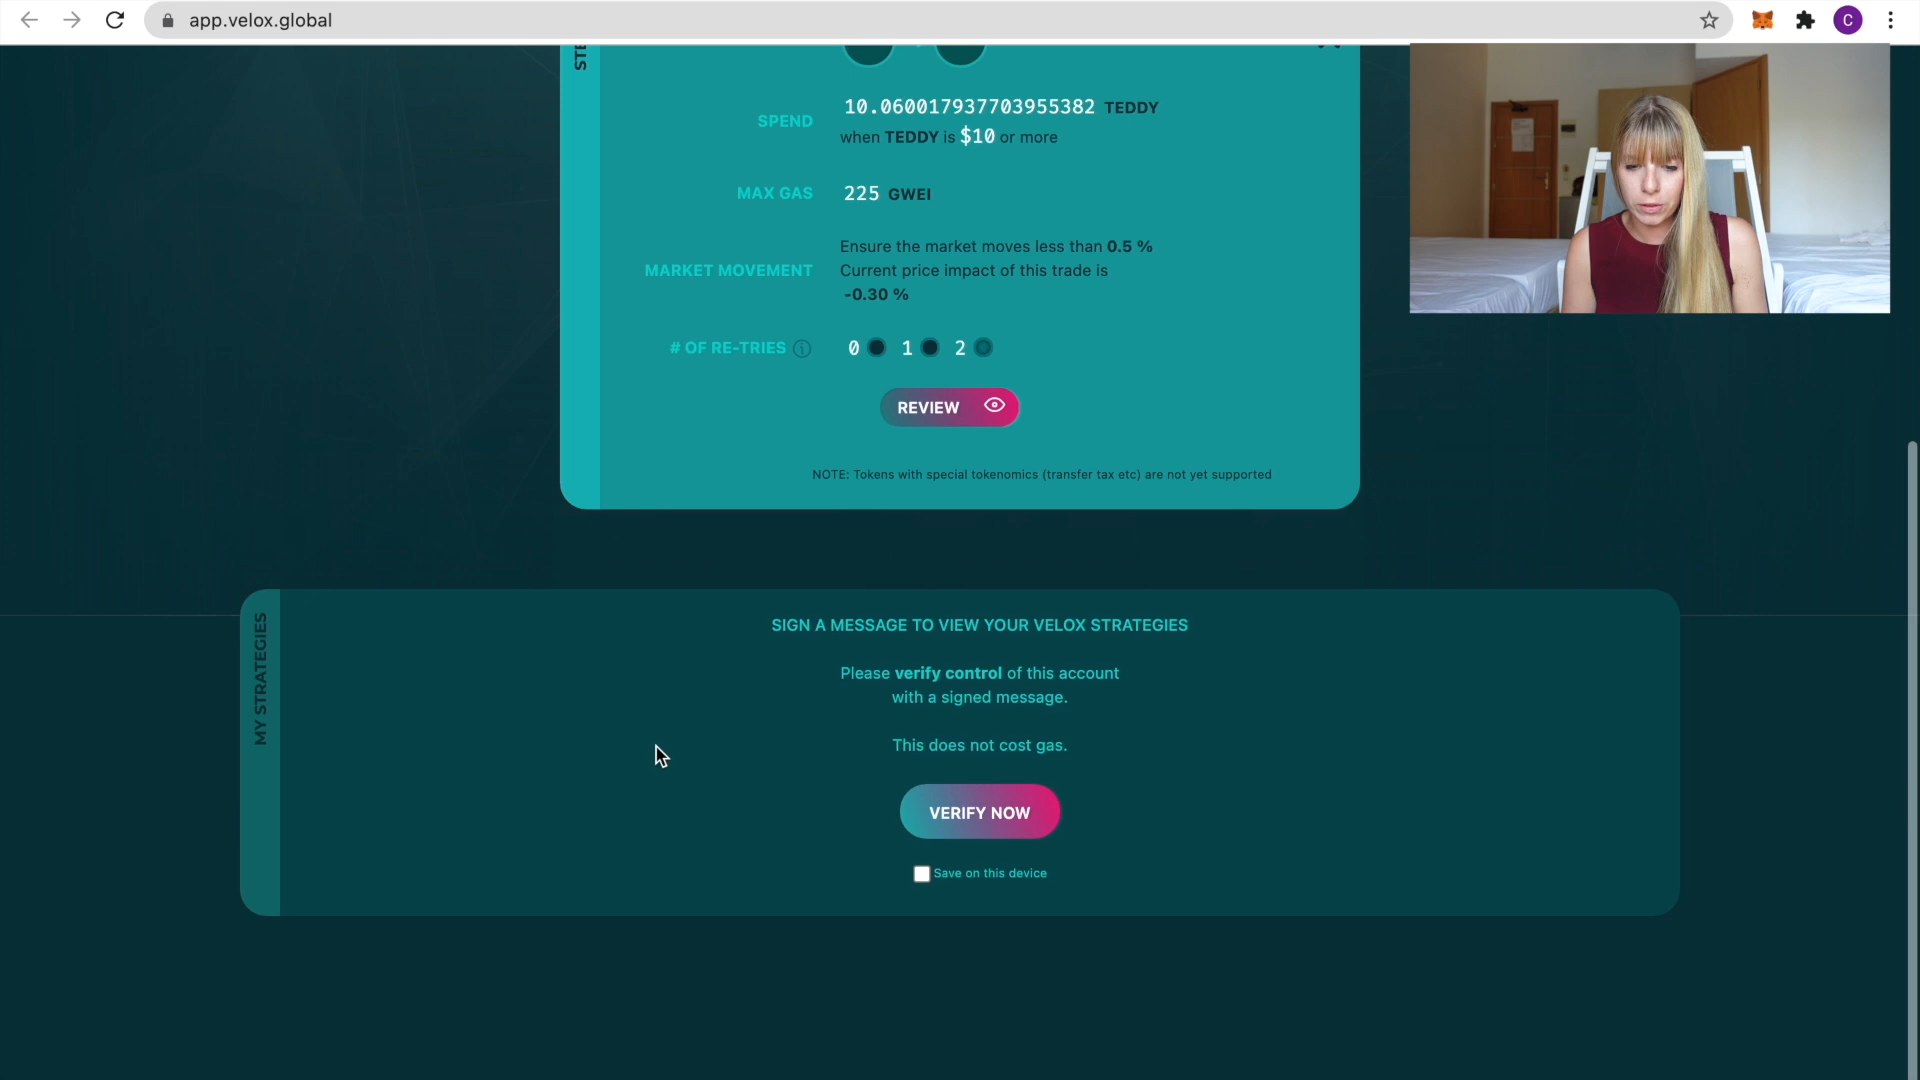 app.velox.global
C
STE
SPEND
10.060017937703955382 TEDDY
when TEDDY is $10 or more
MAX GAS
225 GWEI
MARKET MOVEMENT
Ensure the market moves less than 0.5 %
Current price impact of this trade is
-0.30 %
# OF RE-TRIES
0 1 2
REVIEW
NOTE: Tokens with special tokenomics (transfer tax etc) are not yet supported
MY STRATEGIES
SIGN A MESSAGE TO VIEW YOUR VELOX STRATEGIES
Please verify control of this account
with a signed message.
This does not cost gas.
VERIFY NOW
Save on this device